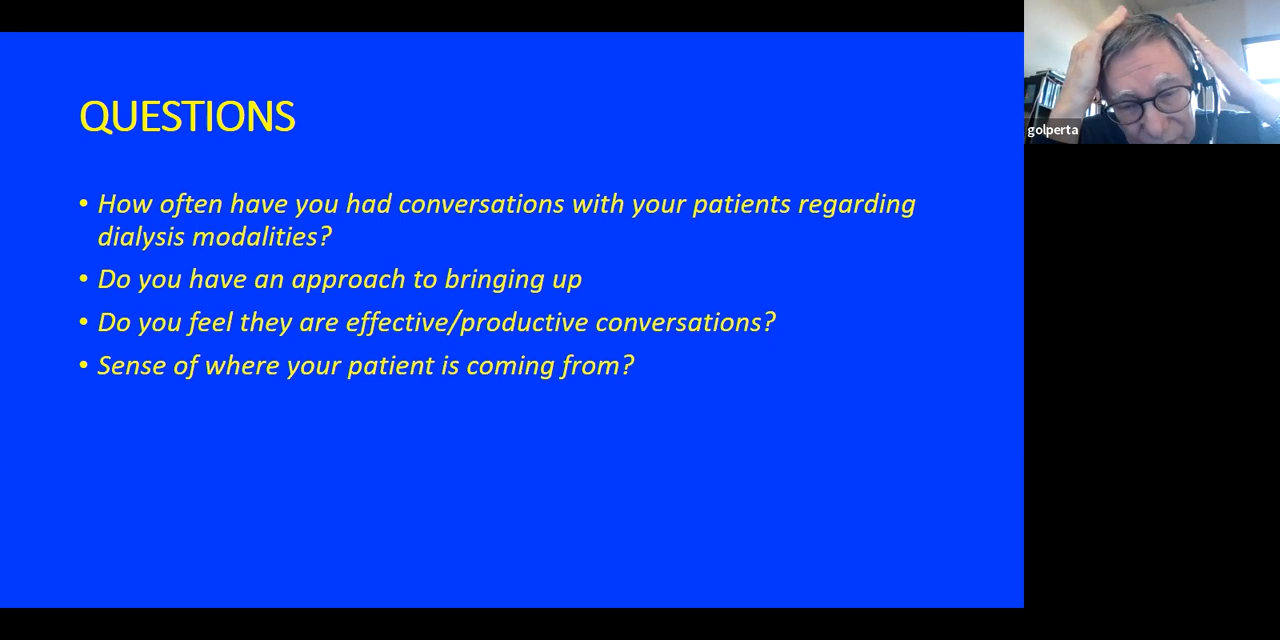 QUESTIONS
• How often have you had conversations with your patients regarding
dialysis modalities?
• Do you have an approach to bringing up
• Do you feel they are effective/productive conversations?
• Sense of where your patient is coming from?
golperta